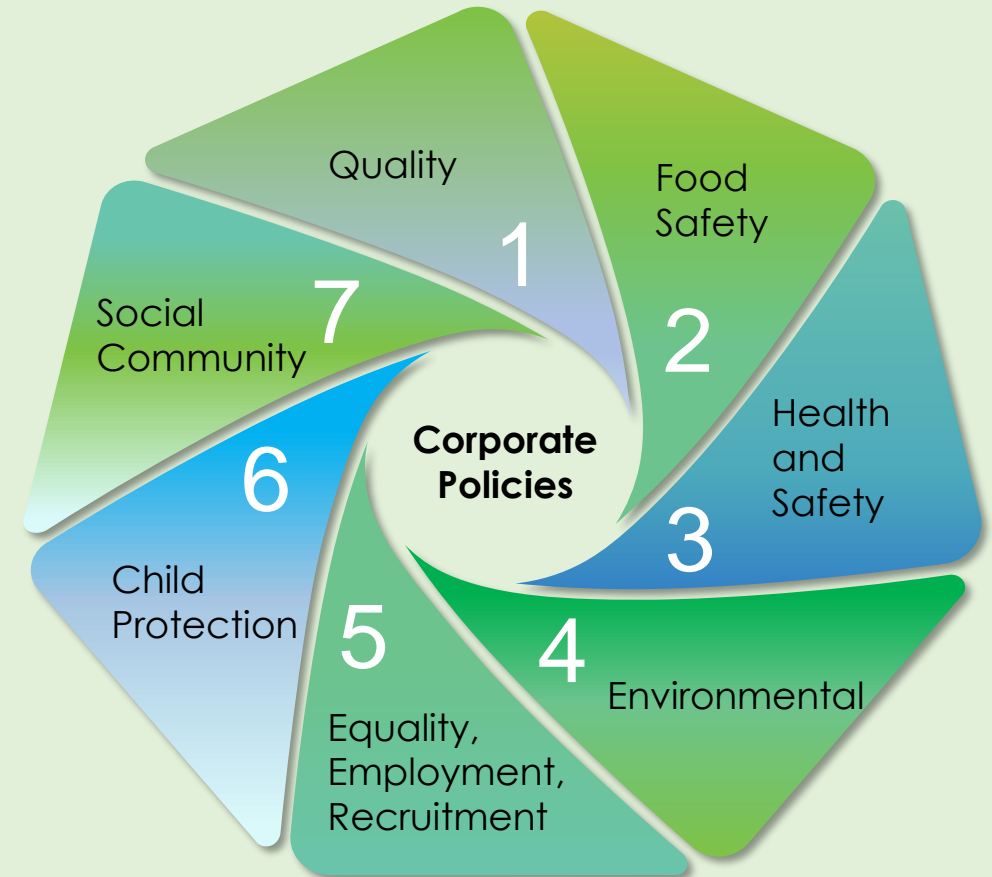 Corporate
Policies
1
Quality
2
Food
Safety
3
Health
and
Safety
4
Environmental
5
Equality,
Employment,
Recruitment
6
Child
Protection
7
Social
Community